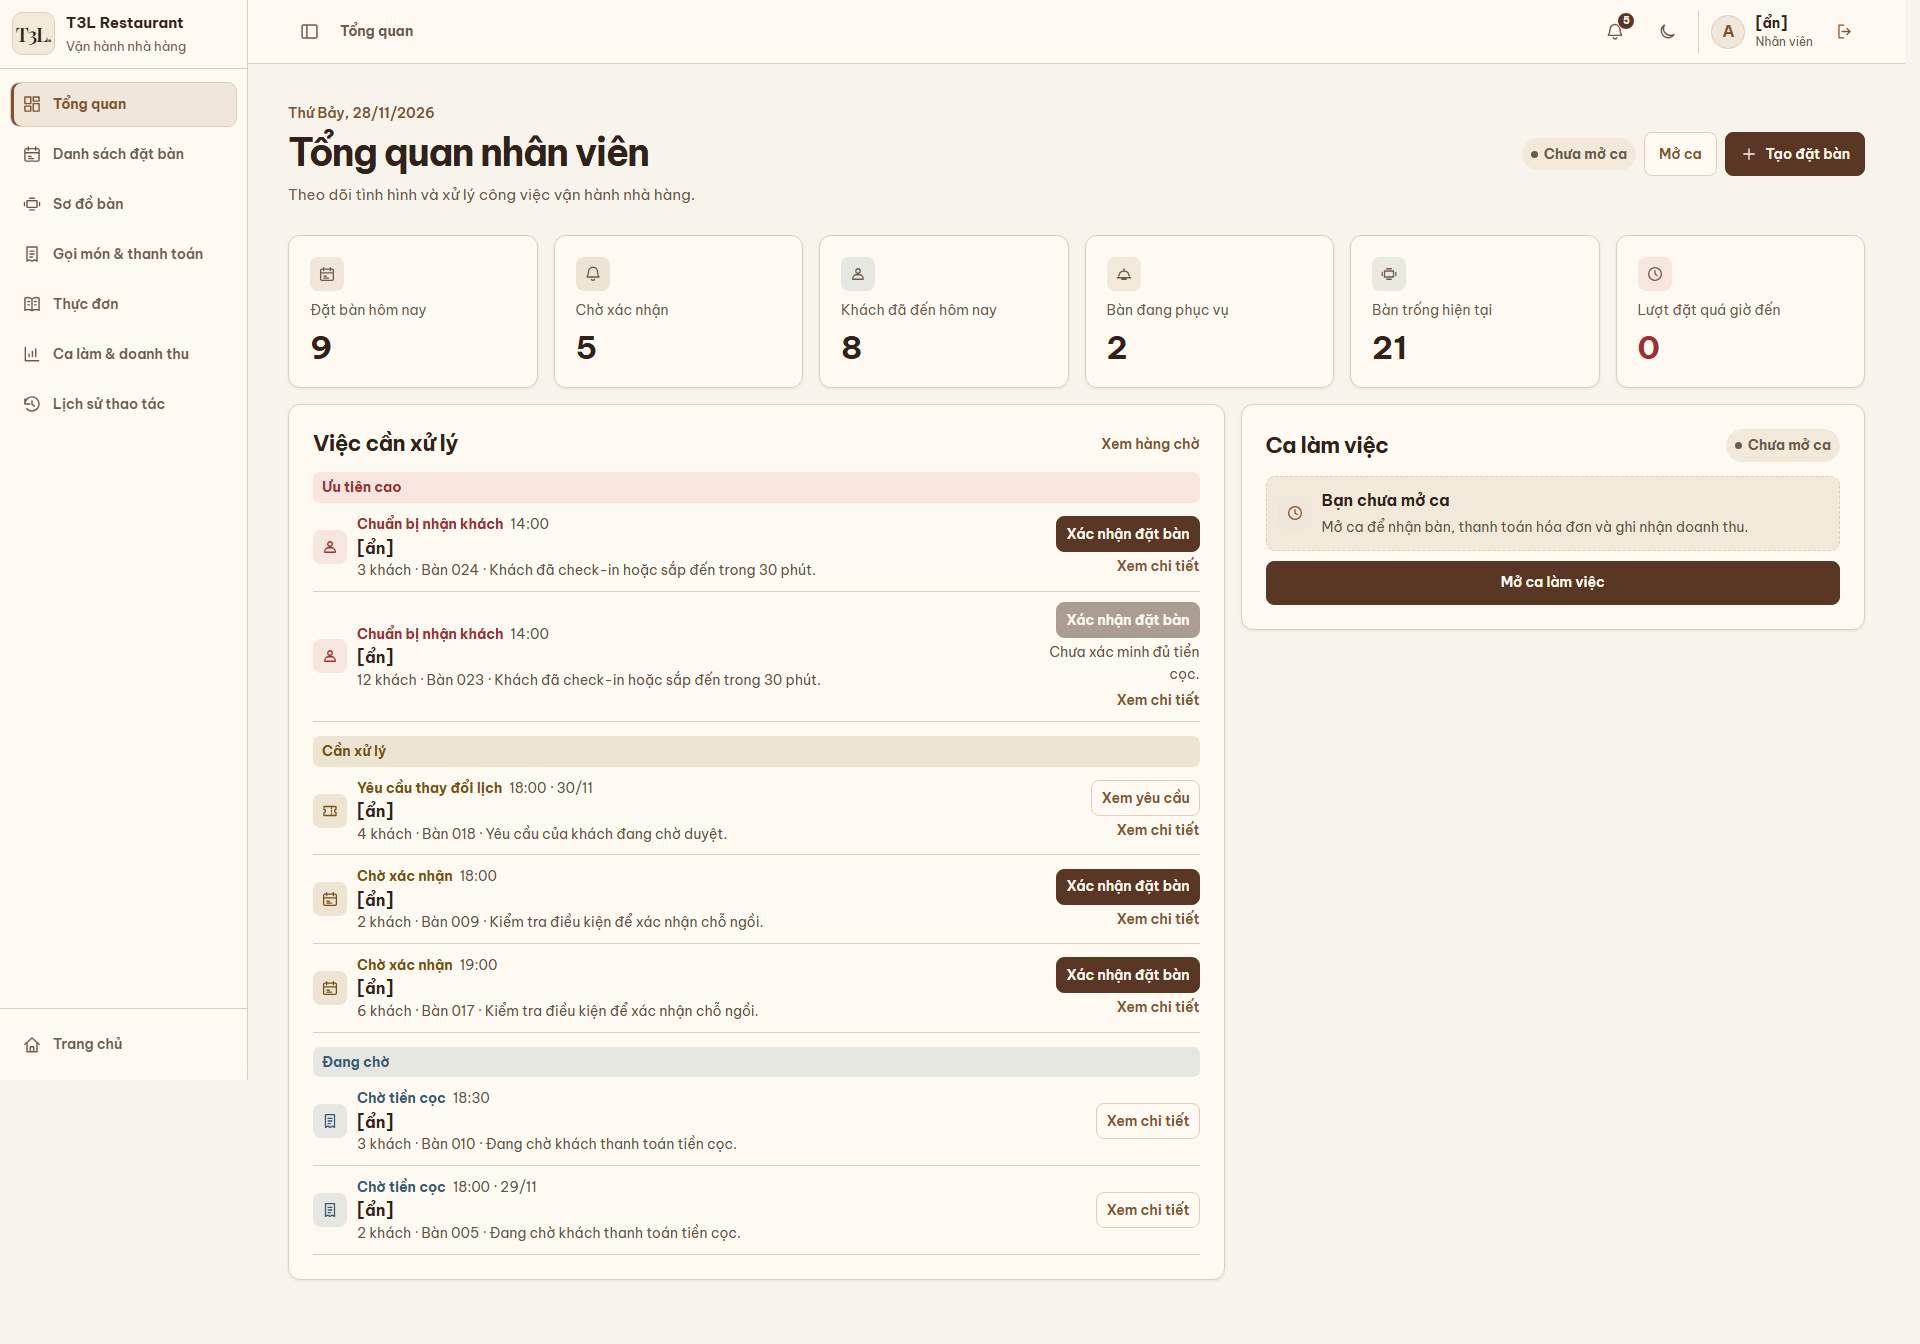 T3L
T3L Restaurant
Vận hành nhà hàng
Tổng quan
Danh sách đặt bàn
Sơ đồ bàn
Gọi món & thanh toán
Thực đơn
Ca làm & doanh thu
Lịch sử thao tác
Trang chủ
Tổng quan
5
A
[ẩn]
Nhân viên
Thứ Bảy, 28/11/2026
Tổng quan nhân viên
Theo dõi tình hình và xử lý công việc vận hành nhà hàng.
Chưa mở ca
Mở ca
Tạo đặt bàn
Đặt bàn hôm nay
9
Chờ xác nhận
5
Khách đã đến hôm nay
8
Bàn đang phục vụ
2
Bàn trống hiện tại
21
Lượt đặt quá giờ đến
0
Việc cần xử lý
Xem hàng chờ
Ưu tiên cao
Chuẩn bị nhận khách 14:00
[ẩn]
3 khách · Bàn 024 · Khách đã check-in hoặc sắp đến trong 30 phút.
Xác nhận đặt bàn
Xem chi tiết
Chuẩn bị nhận khách 14:00
[ẩn]
12 khách · Bàn 023 · Khách đã check-in hoặc sắp đến trong 30 phút.
Xác nhận đặt bàn
Chưa xác minh đủ tiền
cọc.
Xem chi tiết
Cần xử lý
Yêu cầu thay đổi lịch 18:00 · 30/11
[ẩn]
4 khách · Bàn 018 · Yêu cầu của khách đang chờ duyệt.
Xem yêu cầu
Xem chi tiết
Chờ xác nhận 18:00
[ẩn]
2 khách · Bàn 009 · Kiểm tra điều kiện để xác nhận chỗ ngồi.
Xác nhận đặt bàn
Xem chi tiết
Chờ xác nhận 19:00
[ẩn]
6 khách · Bàn 017 · Kiểm tra điều kiện để xác nhận chỗ ngồi.
Xác nhận đặt bàn
Xem chi tiết
Đang chờ
Chờ tiền cọc 18:30
[ẩn]
3 khách · Bàn 010 · Đang chờ khách thanh toán tiền cọc.
Xem chi tiết
Chờ tiền cọc 18:00 · 29/11
[ẩn]
2 khách · Bàn 005 · Đang chờ khách thanh toán tiền cọc.
Xem chi tiết
Ca làm việc
Chưa mở ca
Bạn chưa mở ca
Mở ca để nhận bàn, thanh toán hóa đơn và ghi nhận doanh thu.
Mở ca làm việc